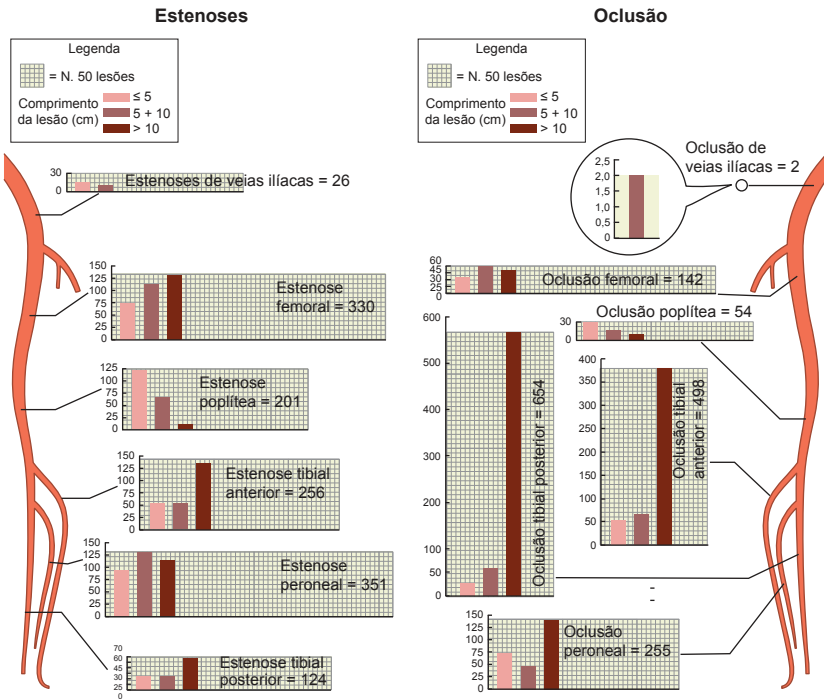 Estenoses
Legenda
= N. 50 lesões
Comprimento
da lesão (cm)
≤ 5
5 + 10
> 10
30
0
Estenoses de veias ilíacas = 26
150
125
100
75
50
25
0
Estenose
femoral = 330
125
100
75
50
25
0
Estenose
poplítea = 201
150
125
100
75
50
25
0
Estenose tibial
anterior = 256
150
125
100
75
50
25
0
Estenose
peroneal = 351
70
60
45
30
15
0
Estenose tibial
posterior = 124
Oclusão
Legenda
= N. 50 lesões
Comprimento
da lesão (cm)
≤ 5
5 + 10
> 10
Oclusão de
veias ilíacas = 2
2,5
2,0
1,5
1,0
0,5
0
60
45
30
15
0
Oclusão femoral = 142
Oclusão poplítea = 54
30
0
600
500
400
300
200
100
0
Oclusão tibial posterior = 654
400
350
300
250
200
150
100
50
0
Oclusão tibial
anterior = 498
-
-
150
125
100
75
50
25
0
Oclusão
peroneal = 255